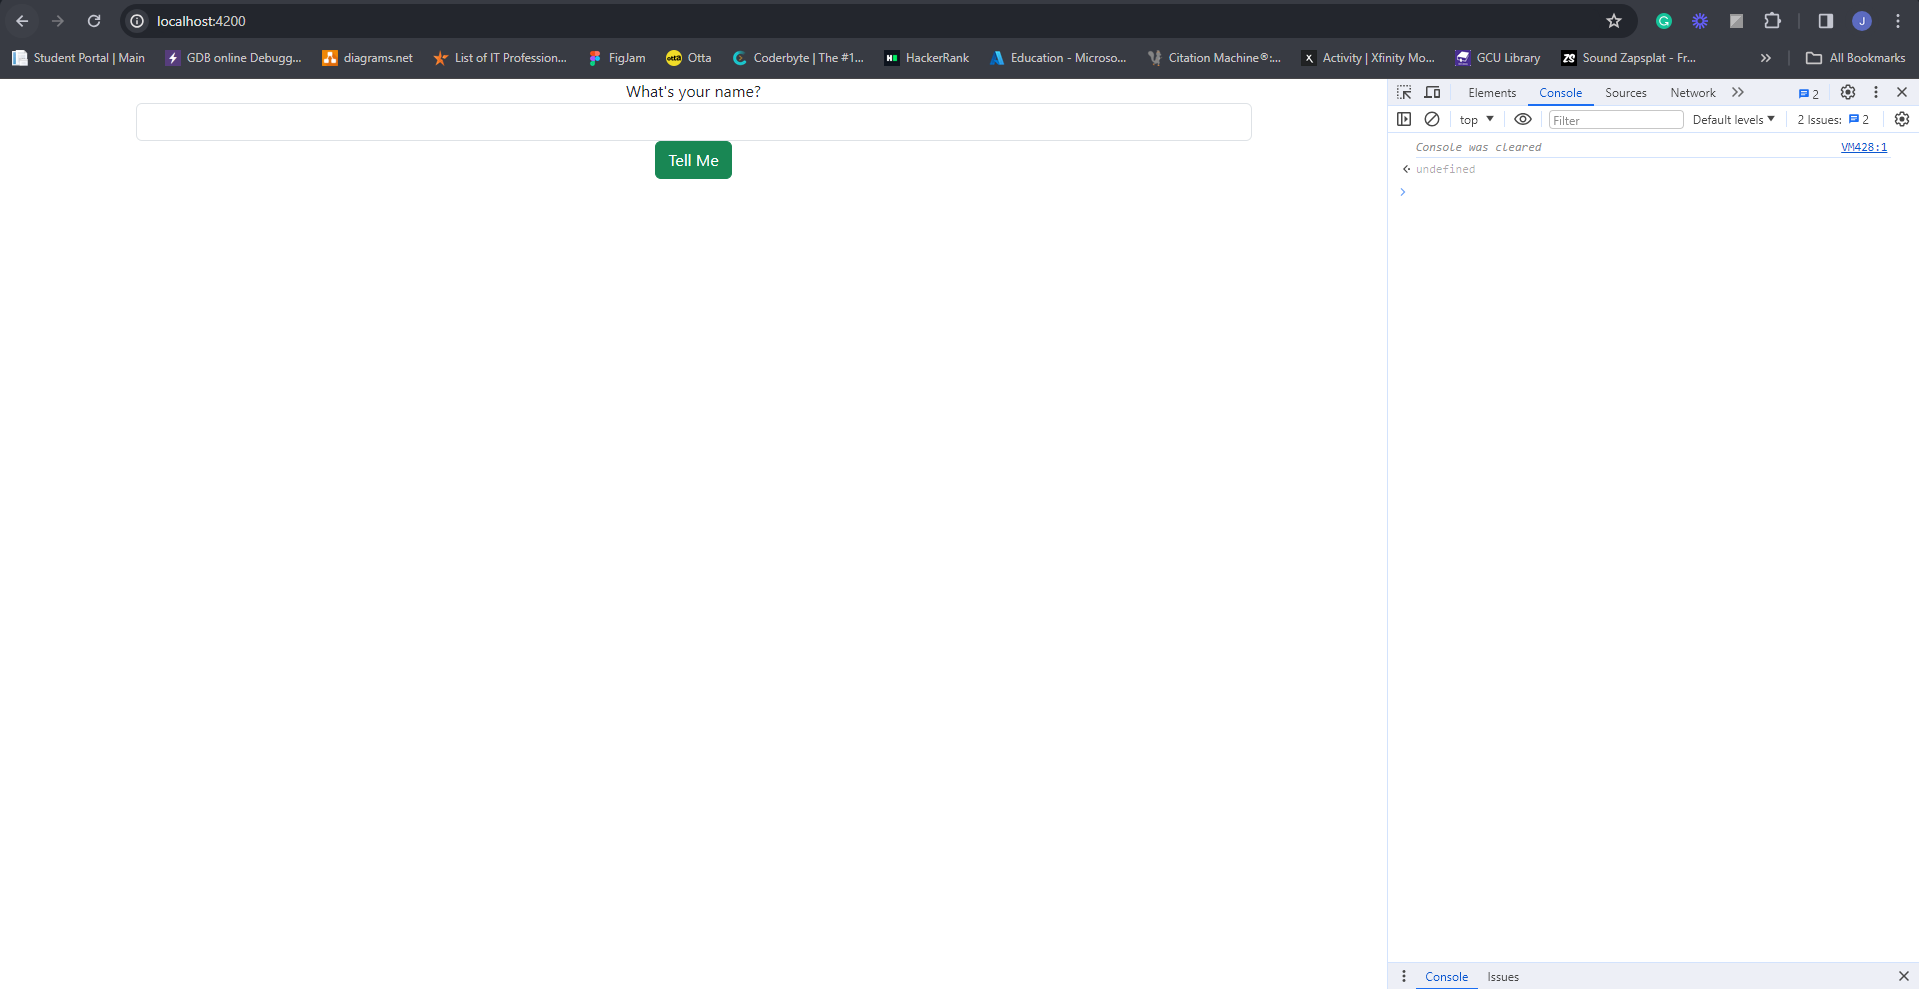 localhost:4200
Student Portal | Main GDB online Debugg... diagrams.net List of IT Profession... FigJam Otta Coderbyte | The #1... HackerRank Education - Microso... Citation Machine®:... Activity | Xfinity Mo... GCU Library Sound Zapsplat - Fr... All Bookmarks
What's your name?
Tell Me
Elements Console Sources Network 2
top Filter Default levels 2 Issues: 2
Console was cleared VM428:1
undefined
Console Issues